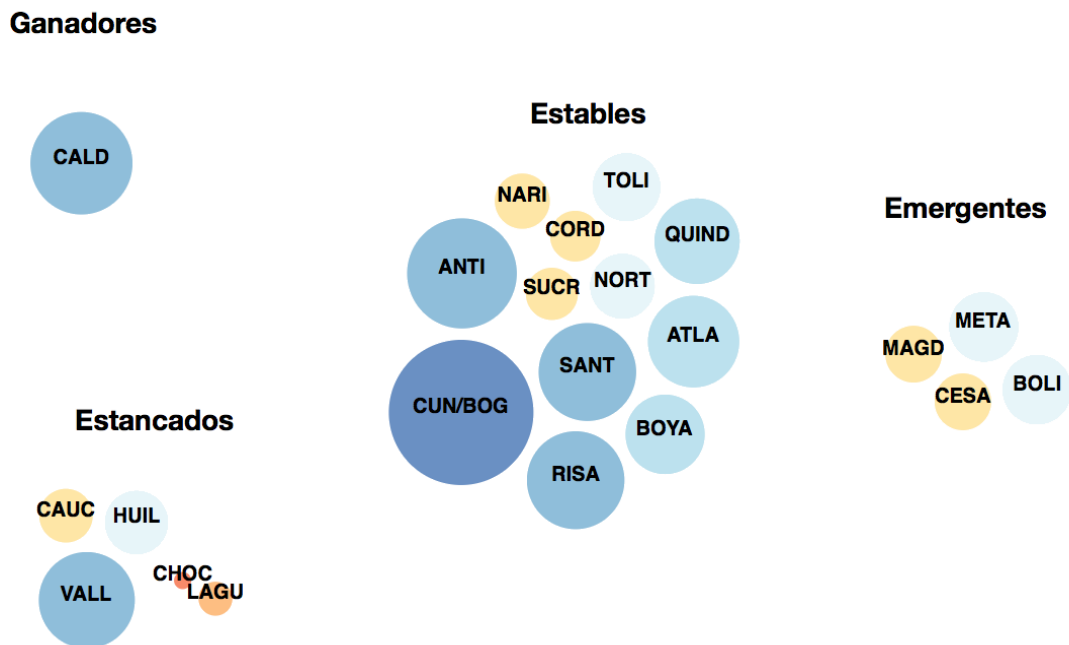 Ganadores
CALD
Estables
NARI
TOLI
CORD
QUIND
ANTI
SUCR
NORT
ATLA
SANT
CUN/BOG
BOYA
RISA
Emergentes
META
MAGD
BOLI
CESA
Estancados
CAUC
HUIL
CHOC
LAGU
VALL